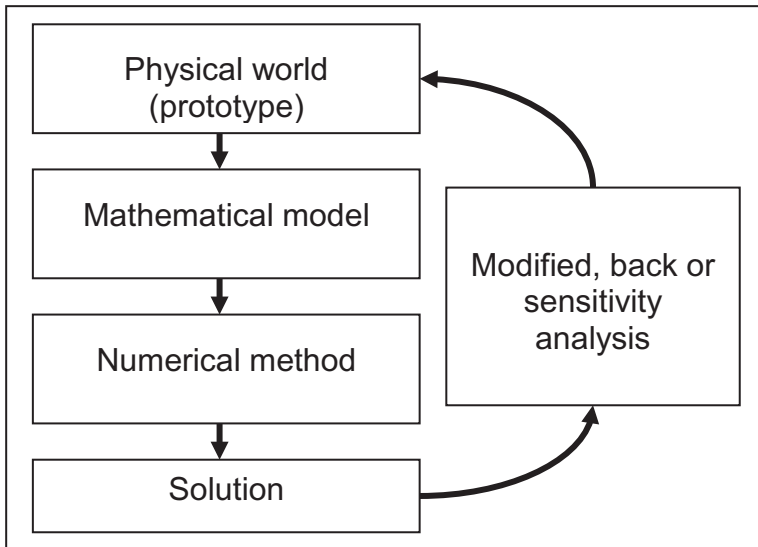 Physical world
(prototype)
Mathematical model
Numerical method
Solution
Modified, back or
sensitivity
analysis